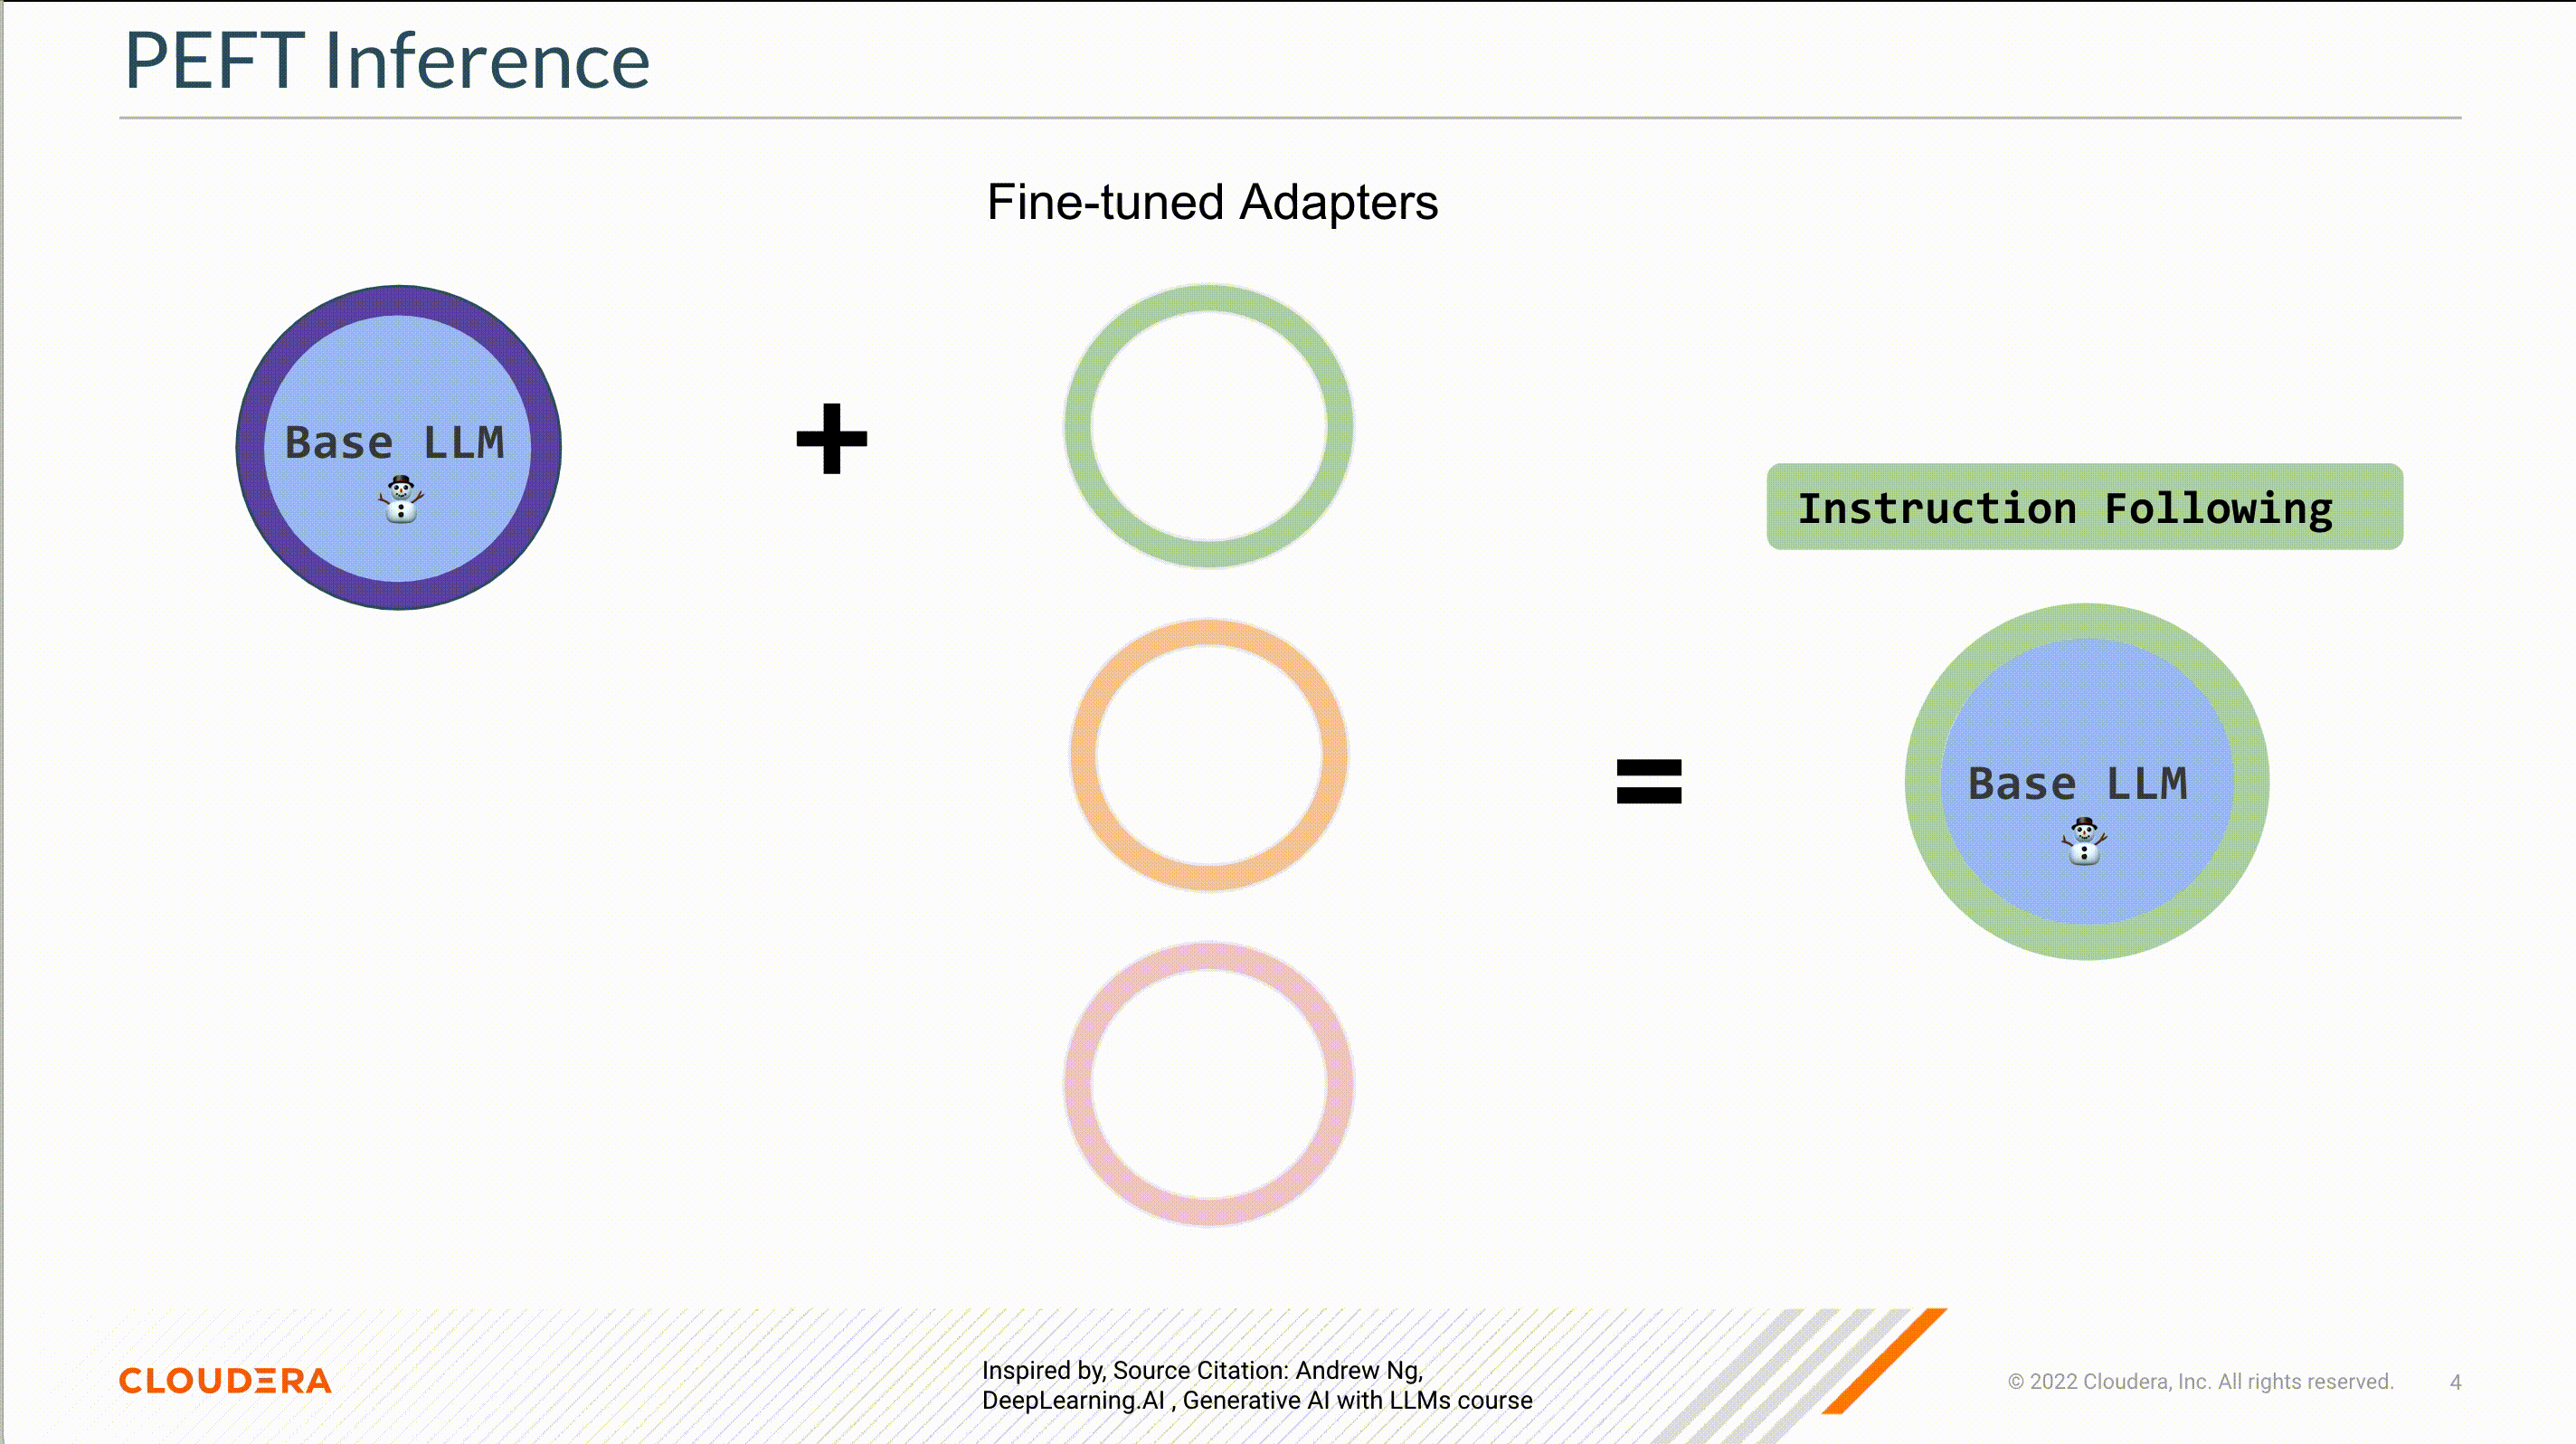 PEFT Inference
Fine-tuned Adapters
Base LLM
+
Instruction Following
=
Base LLM
CLOUDERA
Inspired by, Source Citation: Andrew Ng,
DeepLearning.AI , Generative AI with LLMs course
© 2022 Cloudera, Inc. All rights reserved.
4